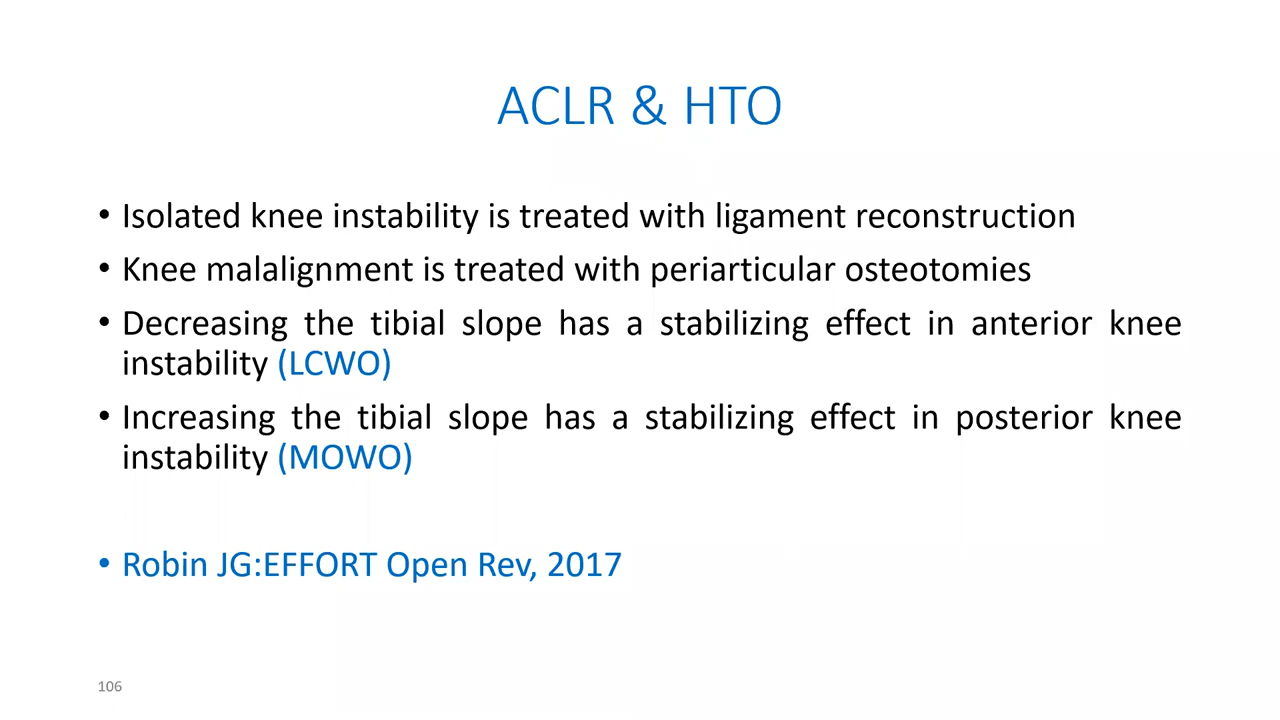 ACLR & HTO
• Isolated knee instability is treated with ligament reconstruction
• Knee malalignment is treated with periarticular osteotomies
• Decreasing the tibial slope has a stabilizing effect in anterior knee
instability (LCWO)
• Increasing the tibial slope has a stabilizing effect in posterior knee
instability (MOWO)
• Robin JG:EFFORT Open Rev, 2017
106